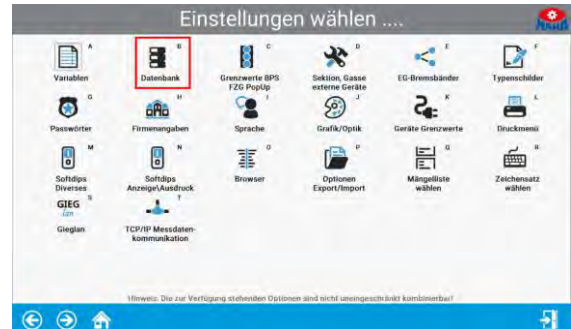 Einstellungen wählen ....
MAHA
A B C D E F
Variablen Datenbank Grenzwerte BPS Sektion, Gasse EG-Bremsbänder Typenschilder
FZG PopUp externe Geräte
G H I J K L
Passwörter Firmenangaben Sprache Grafik/Optik Geräte Grenzwerte Druckmenü
M N O P Q R
Softdips Softdips Browser Optionen Mängelliste Zeichensatz
Diverses Anzeige\Ausdruck Export/Import wählen wählen
GIEG S T
lan
Gieglan TCP/IP Messdaten-
kommunikation
Hinweis: Die zur Verfügung stehenden Optionen sind nicht uneingeschränkt kombinierbar!